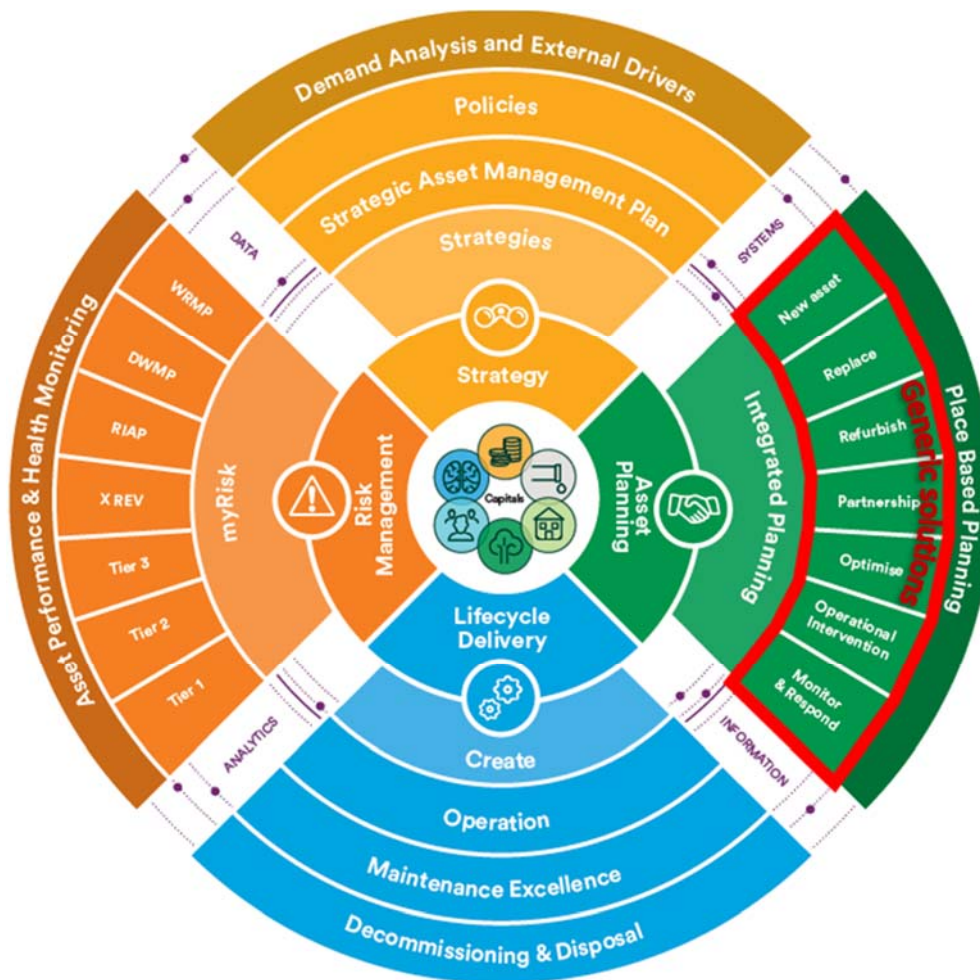 Demand Analysis and External Drivers
Policies
Strategic Asset Management Plan
Strategies
Strategy
DATA
SYSTEMS
Asset Performance & Health Monitoring
WRMP
DWMP
RIAP
X REV
Tier 3
Tier 2
Tier 1
myRisk
Risk
Management
Capitals
Asset
Planning
Integrated Planning
New asset
Replace
Refurbish
Partnership
Optimise
Operational
Intervention
Monitor
& Respond
Generic solutions
Place Based Planning
Lifecycle
Delivery
Create
Operation
Maintenance Excellence
Decommissioning & Disposal
ANALYTICS
INFORMATION